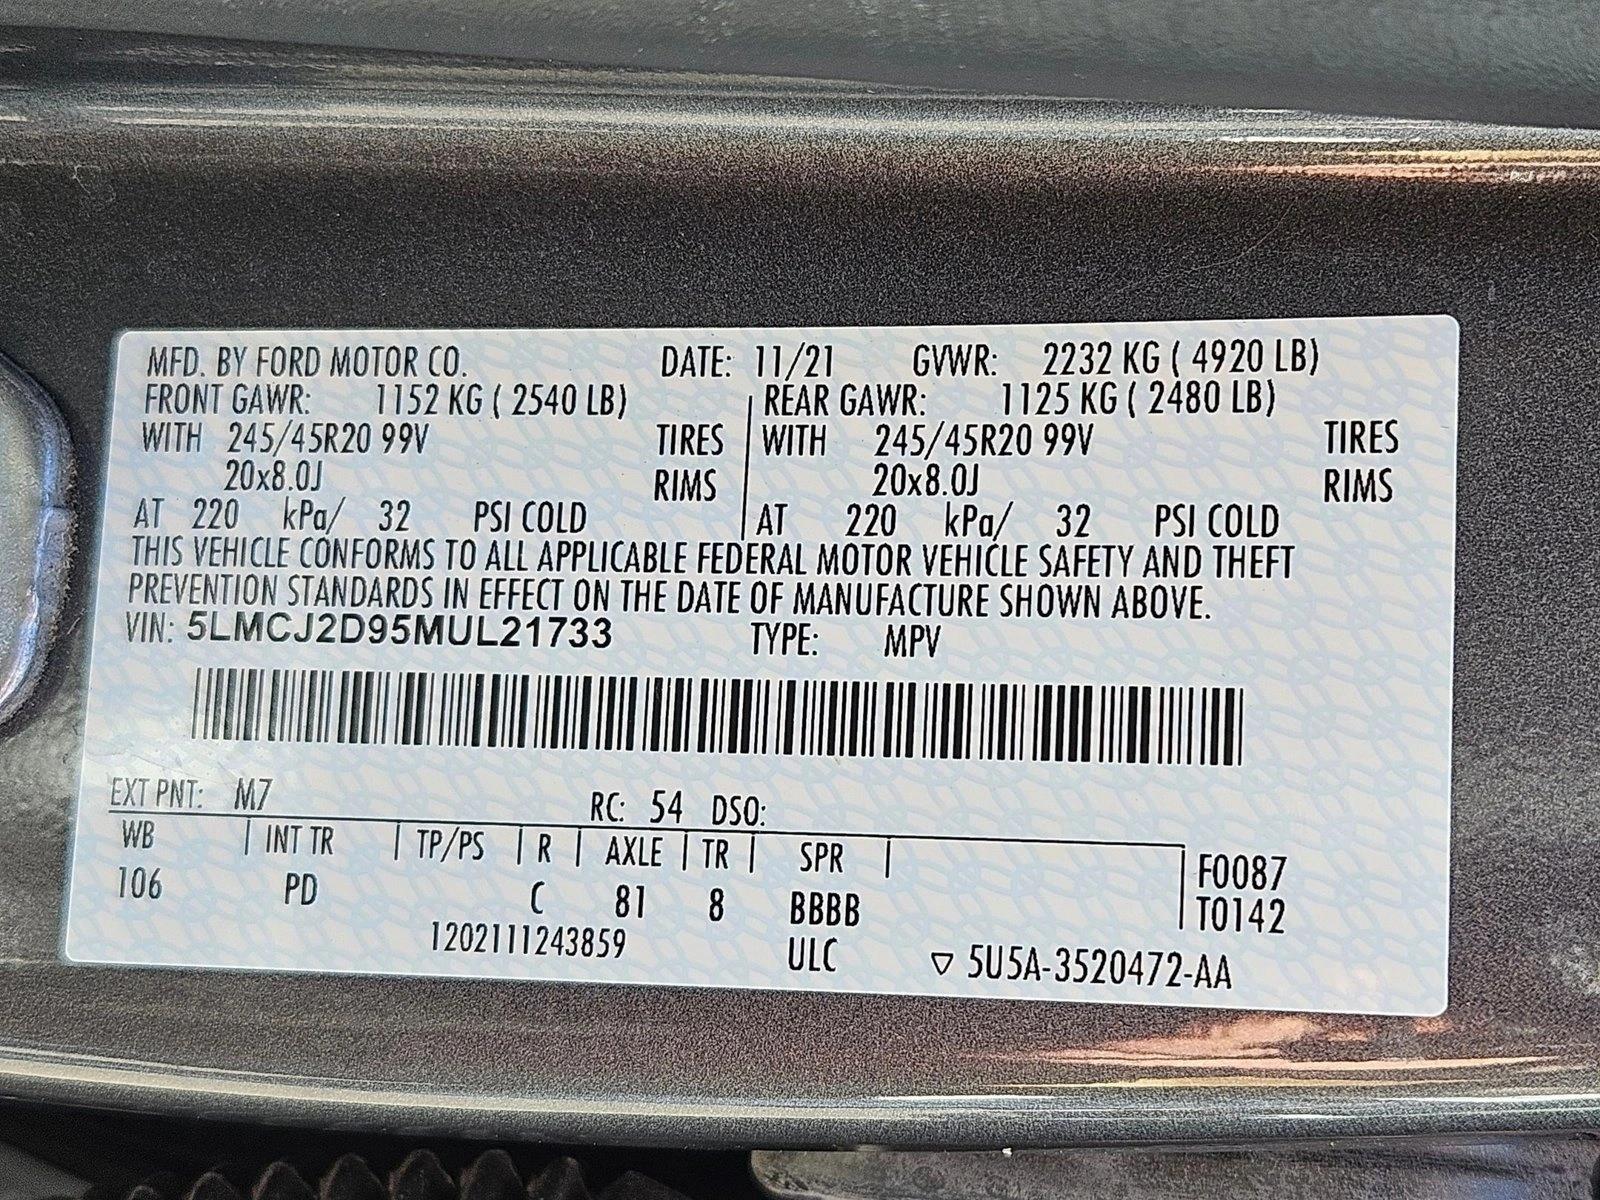 MFD. BY FORD MOTOR CO. DATE: 11/21 GVWR: 2232 KG ( 4920 LB)
FRONT GAWR: 1152 KG ( 2540 LB) REAR GAWR: 1125 KG ( 2480 LB)
WITH 245/45R20 99V TIRES WITH 245/45R20 99V TIRES
20x8.0J RIMS 20x8.0J RIMS
AT 220 kPa/ 32 PSI COLD AT 220 kPa/ 32 PSI COLD
THIS VEHICLE CONFORMS TO ALL APPLICABLE FEDERAL MOTOR VEHICLE SAFETY AND THEFT
PREVENTION STANDARDS IN EFFECT ON THE DATE OF MANUFACTURE SHOWN ABOVE.
VIN: 5LMCJ2D95MUL21733 TYPE: MPV
EXT PNT: M7 RC: 54 DSO:
WB INT TR TP/PS R AXLE TR SPR F0087
106 PD C 81 8 BBBB T0142
1202111243859 ULC ▽ 5U5A-3520472-AA